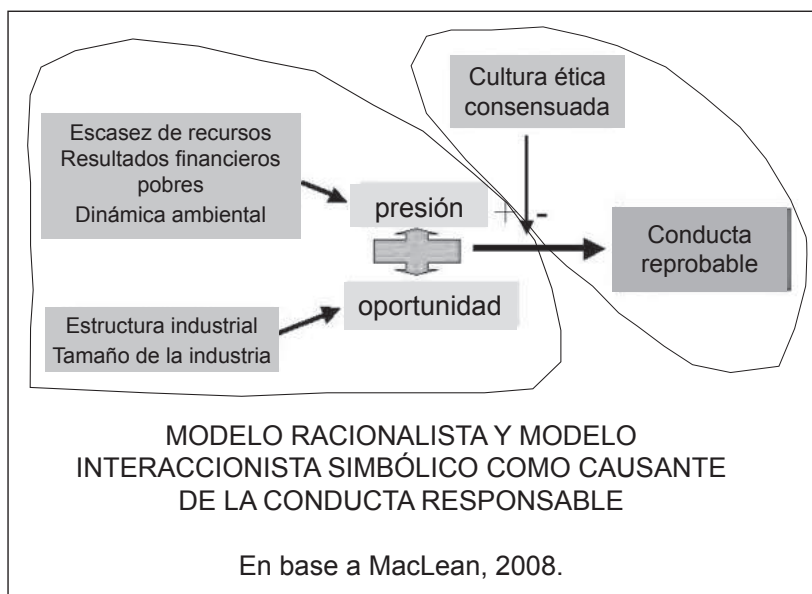 Cultura ética
consensuada
Escasez de recursos
Resultados financieros
pobres
Dinámica ambiental
presión
+ -
Conducta
reprobable
oportunidad
Estructura industrial
Tamaño de la industria
MODELO RACIONALISTA Y MODELO
INTERACCIONISTA SIMBÓLICO COMO CAUSANTE
DE LA CONDUCTA RESPONSABLE
En base a MacLean, 2008.